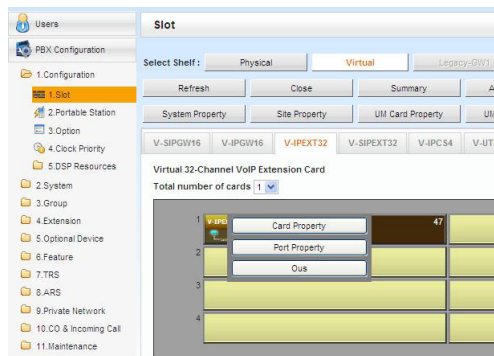 Users
Slot
PBX Configuration
Select Shelf :
Physical
Virtual
Legacy-GW1
1.Configuration
1.Slot
Refresh
Close
Summary
2.Portable Station
System Property
Site Property
UM Card Property
3.Option
4.Clock Priority
V-SIPGW16
V-IPGW16
V-IPEXT32
V-SIPEXT32
V-IPCS4
5.DSP Resources
Virtual 32-Channel VoIP Extension Card
2.System
Total number of cards 1
3.Group
4.Extension
1
47
Card Property
5.Optional Device
Port Property
6.Feature
2
Ous
7.TRS
8.ARS
3
9.Private Network
10.CO & Incoming Call
4
11.Maintenance